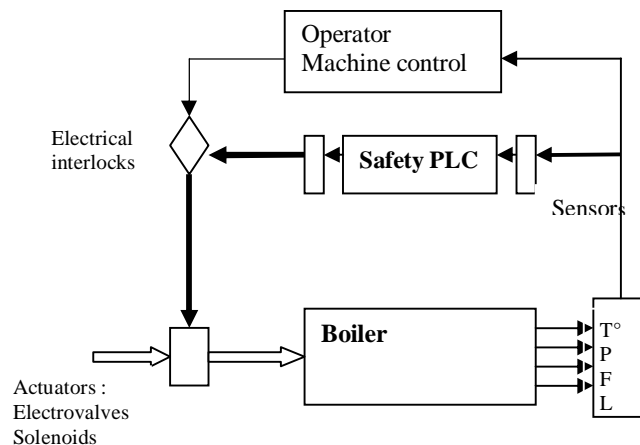 Operator
Machine control
Electrical
interlocks
Safety PLC
Sensors
Boiler
T°
P
F
L
Actuators :
Electrovalves
Solenoids